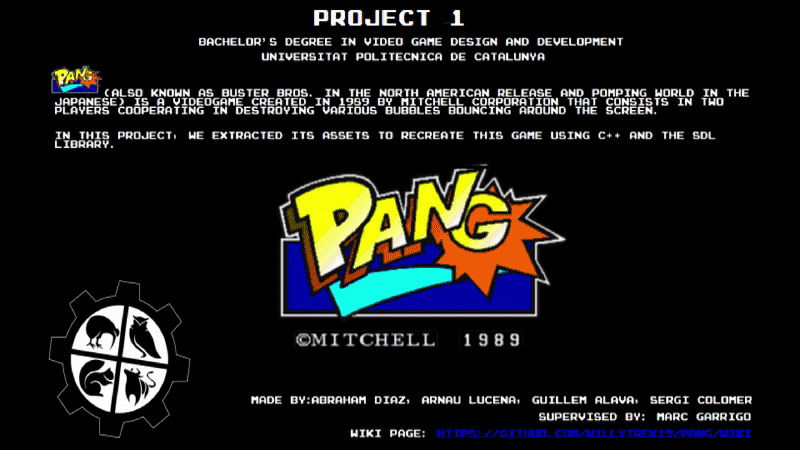 PROJECT 1
BACHELOR'S DEGREE IN VIDEO GAME DESIGN AND DEVELOPMENT
UNIVERSITAT POLITECNICA DE CATALUNYA
PANG (ALSO KNOWN AS BUSTER BROS. IN THE NORTH AMERICAN RELEASE AND POMPING WORLD IN THE
JAPANESE) IS A VIDEOGAME CREATED IN 1989 BY MITCHELL CORPORATION THAT CONSISTS IN TWO
PLAYERS COOPERATING IN DESTROYING VARIOUS BUBBLES BOUNCING AROUND THE SCREEN.
IN THIS PROJECT, WE EXTRACTED ITS ASSETS TO RECREATE THIS GAME USING C++ AND THE SDL
LIBRARY.
PANG
©MITCHELL 1989
MADE BY:ABRAHAM DIAZ, ARNAU LUCENA, GUILLEM ALAVA, SERGI COLOMER
SUPERVISED BY: MARC GARRIGO
WIKI PAGE: HTTPS://GITHUB.COM/WILLYTREK19/PANG/WIKI